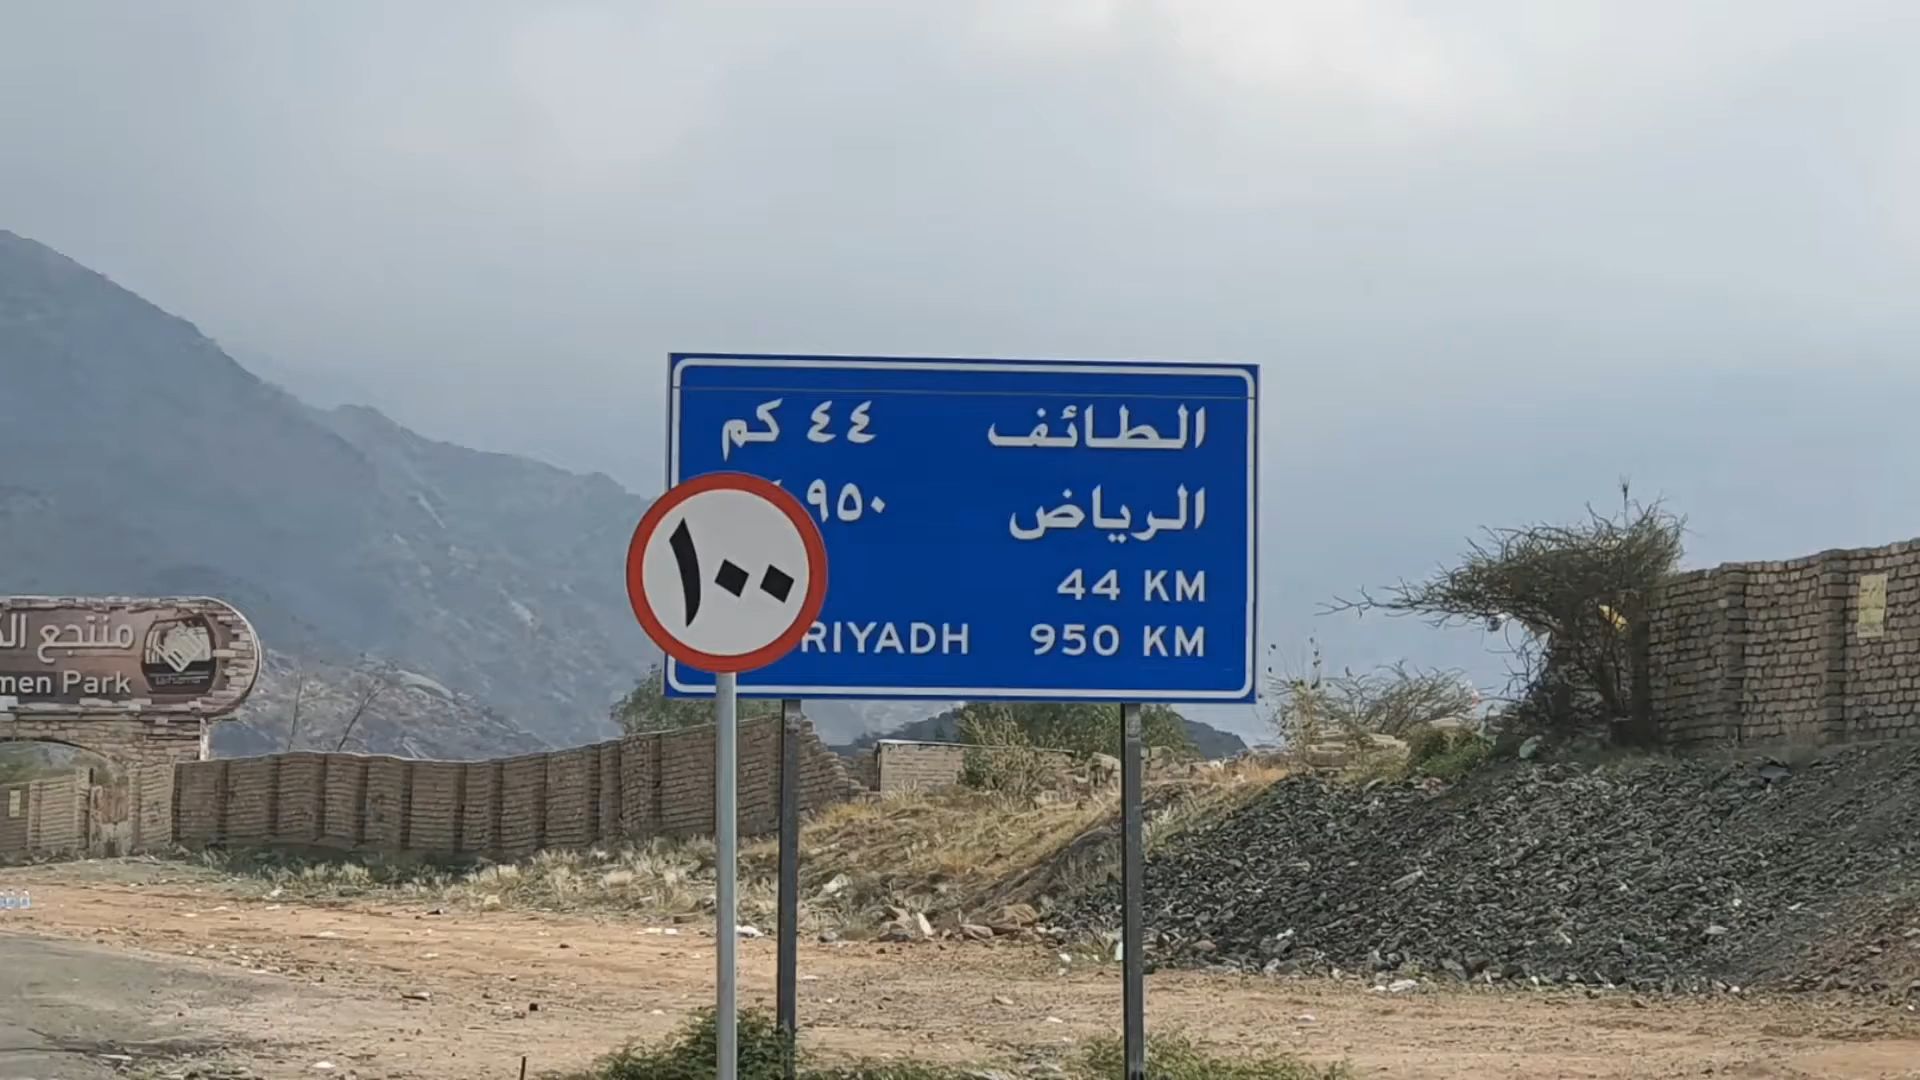 الطائف ٤٤ كم
الرياض ٩٥٠
44 KM
RIYADH 950 KM
١٠٠
منتجع
men Park